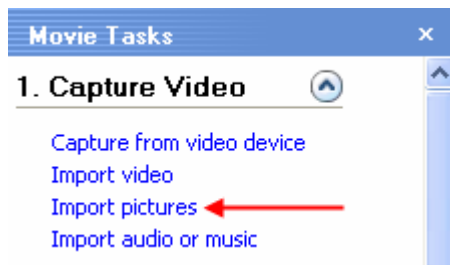 Movie Tasks
1. Capture Video
Capture from video device
Import video
Import pictures
Import audio or music